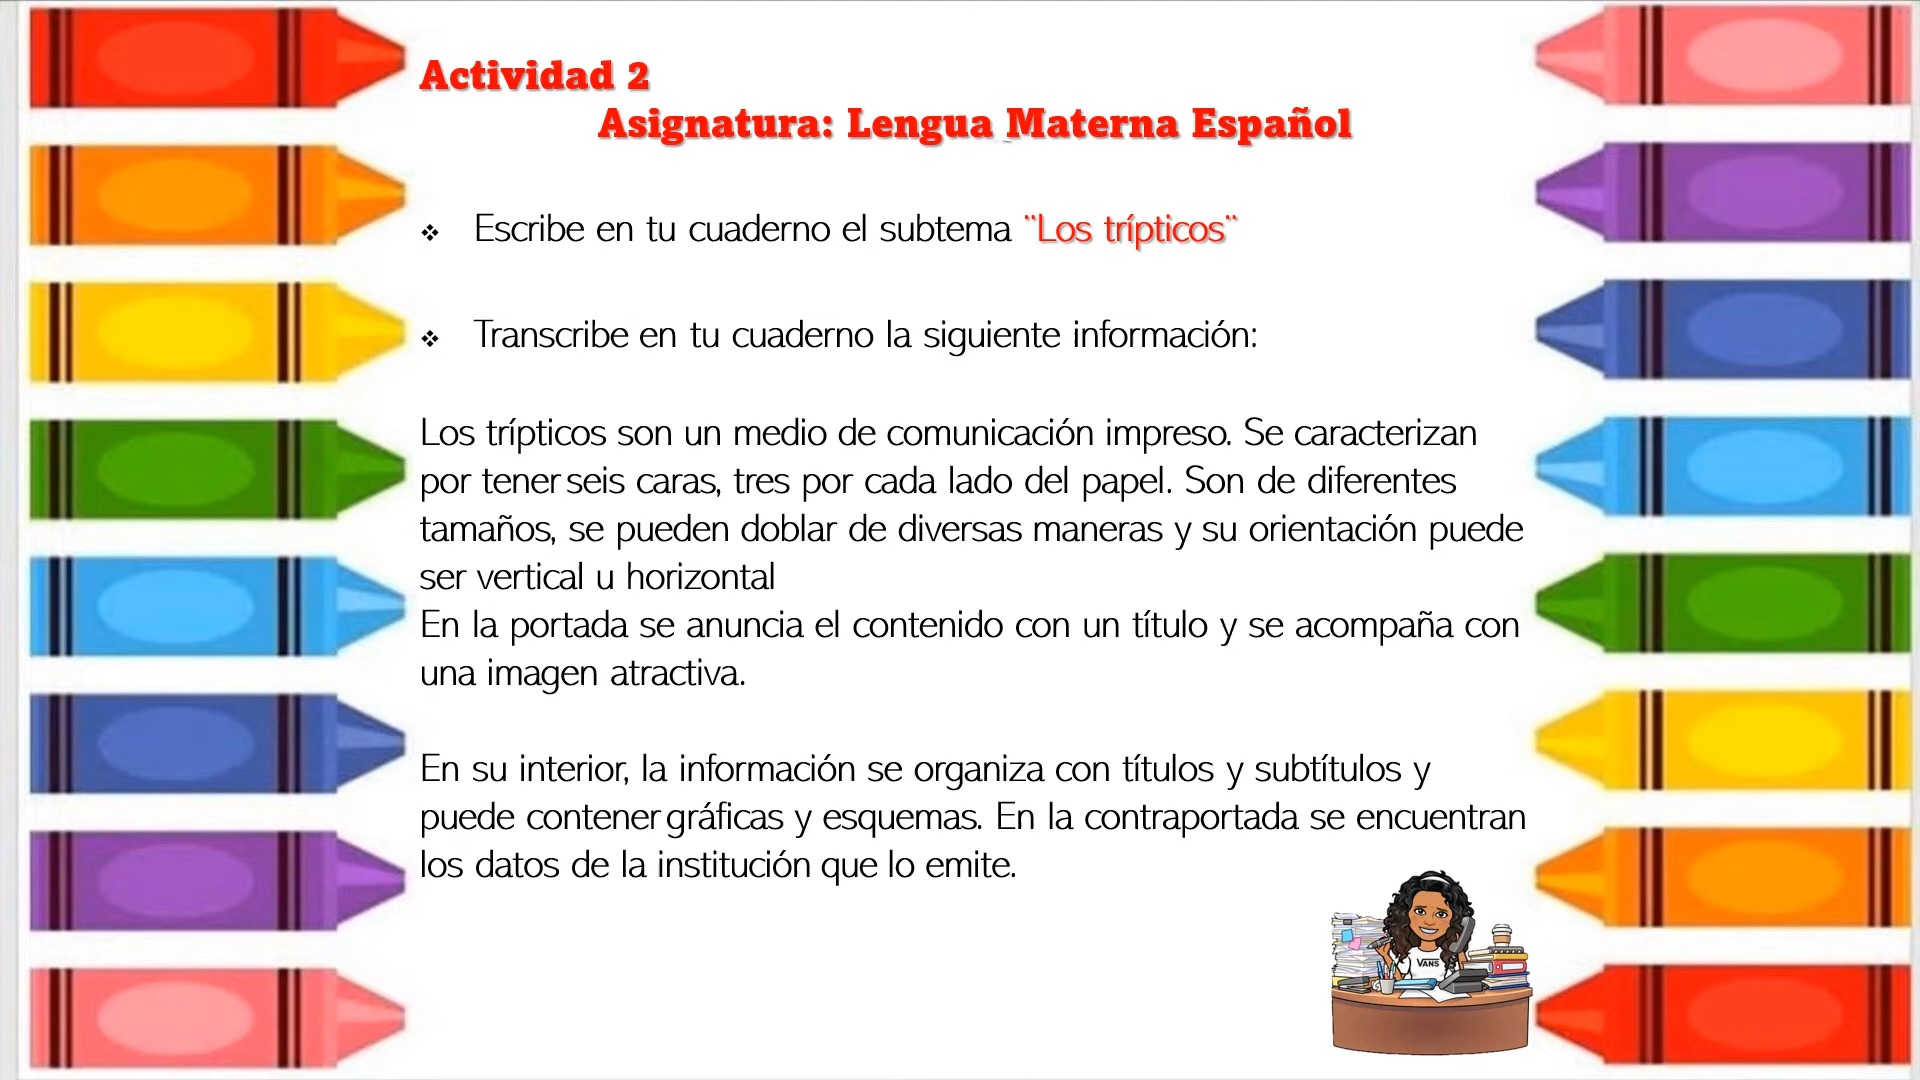 Actividad 2
Asignatura: Lengua Materna Español
❖ Escribe en tu cuaderno el subtema ¨Los trípticos¨
❖ Transcribe en tu cuaderno la siguiente información:
Los trípticos son un medio de comunicación impreso. Se caracterizan
por tener seis caras, tres por cada lado del papel. Son de diferentes
tamaños, se pueden doblar de diversas maneras y su orientación puede
ser vertical u horizontal
En la portada se anuncia el contenido con un título y se acompaña con
una imagen atractiva.
En su interior, la información se organiza con títulos y subtítulos y
puede contener gráficas y esquemas. En la contraportada se encuentran
los datos de la institución que lo emite.
VANS